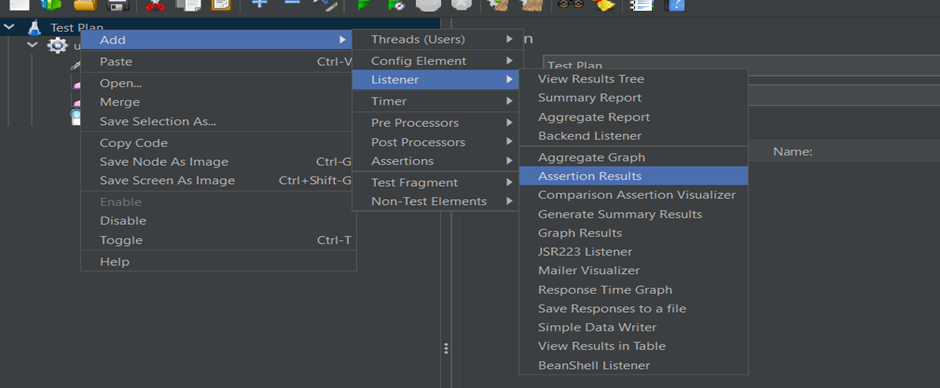 Test Plan
Add
Paste Ctrl-V
Open...
Merge
Save Selection As...
Copy Code
Save Node As Image Ctrl-G
Save Screen As Image Ctrl+Shift-G
Enable
Disable
Toggle Ctrl-T
Help
Threads (Users)
Config Element
Listener
Timer
Pre Processors
Post Processors
Assertions
Test Fragment
Non-Test Elements
View Results Tree
Summary Report
Aggregate Report
Backend Listener
Aggregate Graph
Assertion Results
Comparison Assertion Visualizer
Generate Summary Results
Graph Results
JSR223 Listener
Mailer Visualizer
Response Time Graph
Save Responses to a file
Simple Data Writer
View Results in Table
BeanShell Listener
Test Plan
Name: